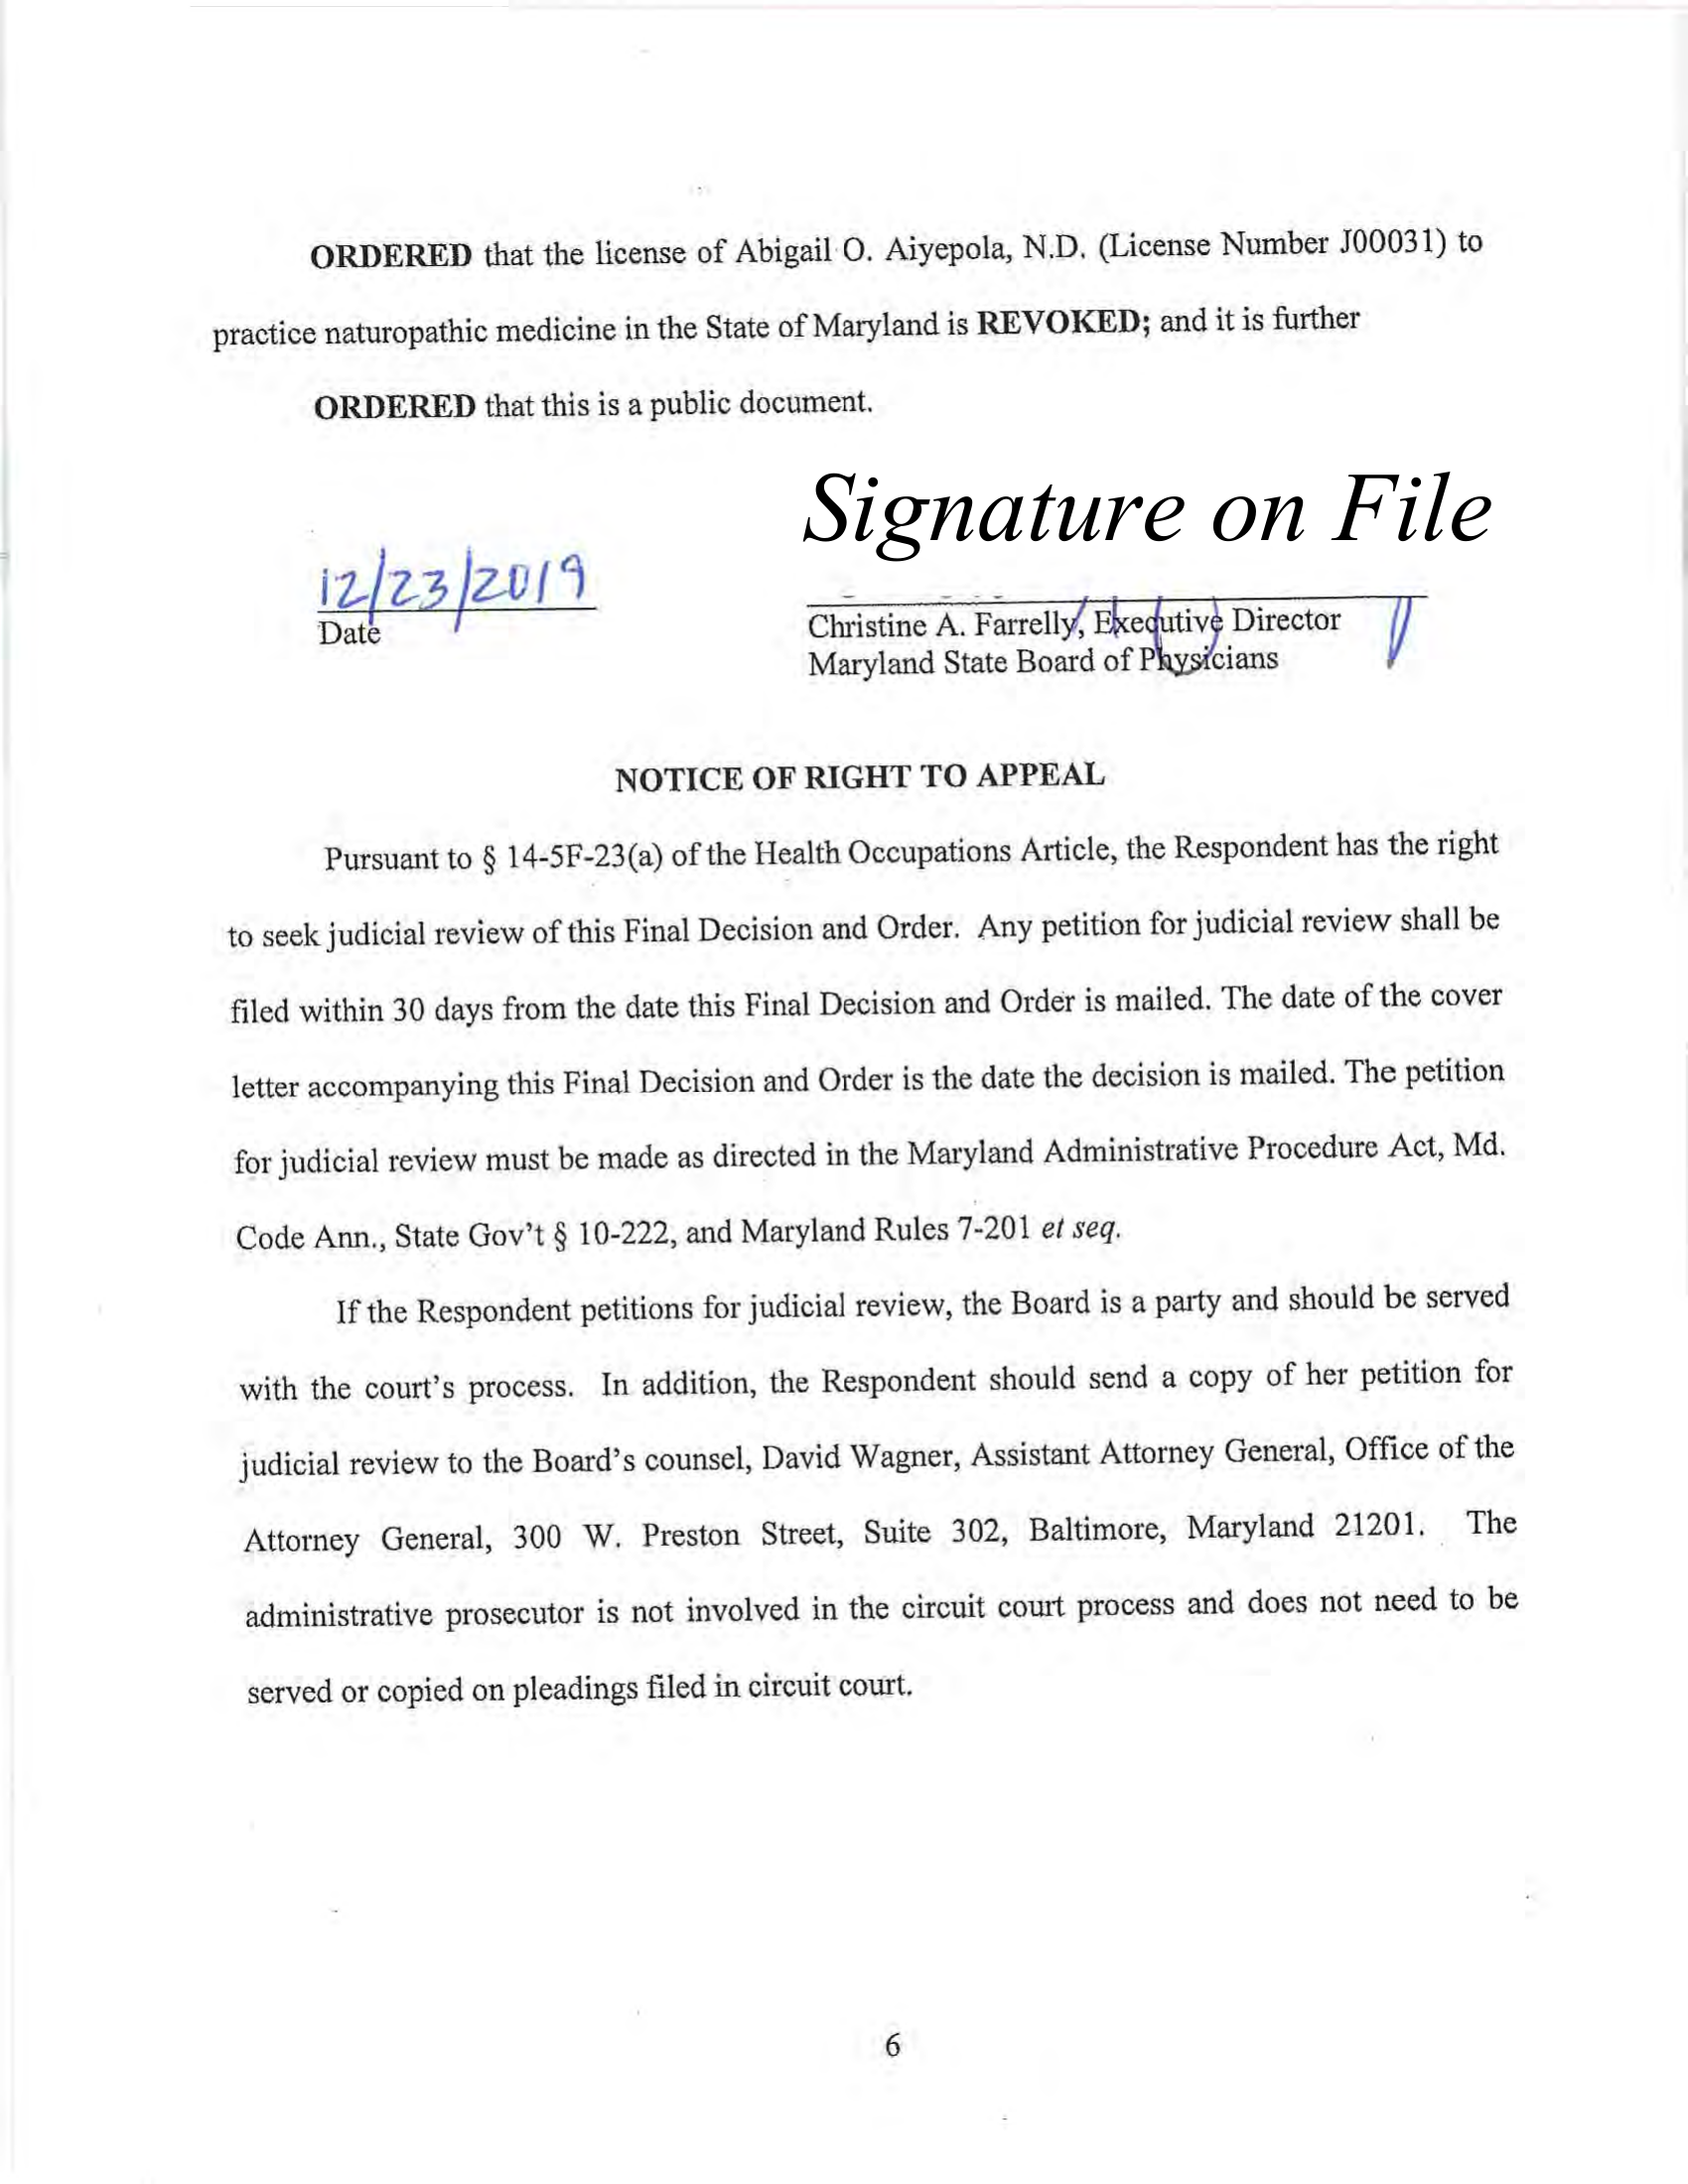 ORDERED that the license of Abigail O. Aiyepola, N.D. (License Number J00031) to
practice naturopathic medicine in the State of Maryland is REVOKED; and it is further
ORDERED that this is a public document.
Signature on File
12/23/2019
Date
Christine A. Farrelly, Executive Director
Maryland State Board of Physicians
NOTICE OF RIGHT TO APPEAL
Pursuant to § 14-5F-23(a) of the Health Occupations Article, the Respondent has the right
to seek judicial review of this Final Decision and Order. Any petition for judicial review shall be
filed within 30 days from the date this Final Decision and Order is mailed. The date of the cover
letter accompanying this Final Decision and Order is the date the decision is mailed. The petition
for judicial review must be made as directed in the Maryland Administrative Procedure Act, Md.
Code Ann., State Gov't § 10-222, and Maryland Rules 7-201 et seq.
If the Respondent petitions for judicial review, the Board is a party and should be served
with the court's process. In addition, the Respondent should send a copy of her petition for
judicial review to the Board's counsel, David Wagner, Assistant Attorney General, Office of the
Attorney General, 300 W. Preston Street, Suite 302, Baltimore, Maryland 21201. The
administrative prosecutor is not involved in the circuit court process and does not need to be
served or copied on pleadings filed in circuit court.
6